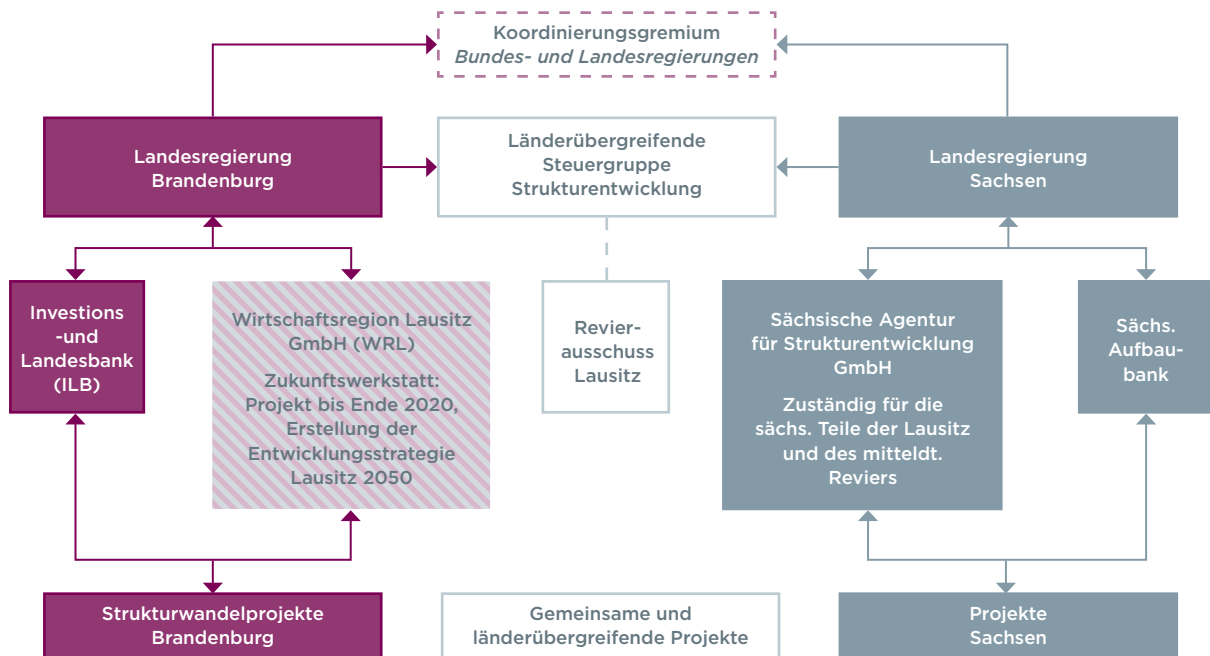 Koordinierungsgremium
Bundes- und Landesregierungen
Landesregierung
Brandenburg
Länderübergreifende
Steuergruppe
Strukturentwicklung
Landesregierung
Sachsen
Investions
-und
Landesbank
(ILB)
Wirtschaftsregion Lausitz
GmbH (WRL)
Zukunftswerkstatt:
Projekt bis Ende 2020,
Erstellung der
Entwicklungsstrategie
Lausitz 2050
Revier-
ausschuss
Lausitz
Sächsische Agentur
für Strukturentwicklung
GmbH
Zuständig für die
sächs. Teile der Lausitz
und des mitteldt.
Reviers
Sächs.
Aufbau-
bank
Strukturwandelprojekte
Brandenburg
Gemeinsame und
länderübergreifende Projekte
Projekte
Sachsen